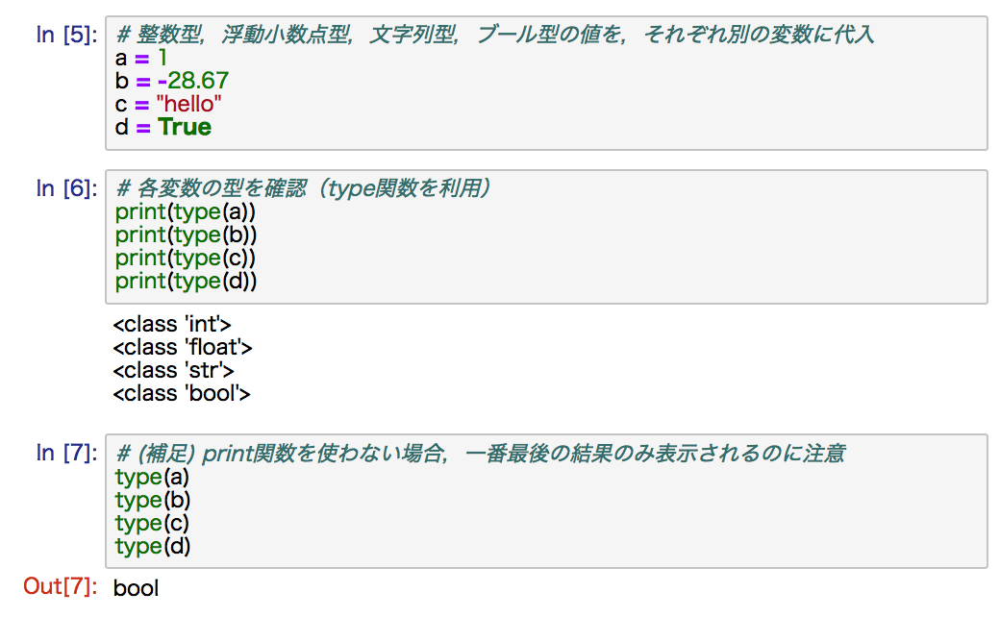 In [5]:
# 整数型，浮動小数点型，文字列型，ブール型の値を，それぞれ別の変数に代入
a = 1
b = -28.67
c = "hello"
d = True
In [6]:
# 各変数の型を確認（type関数を利用）
print(type(a))
print(type(b))
print(type(c))
print(type(d))
<class 'int'>
<class 'float'>
<class 'str'>
<class 'bool'>
In [7]:
# (補足) print関数を使わない場合，一番最後の結果のみ表示されるのに注意
type(a)
type(b)
type(c)
type(d)
Out[7]:
bool